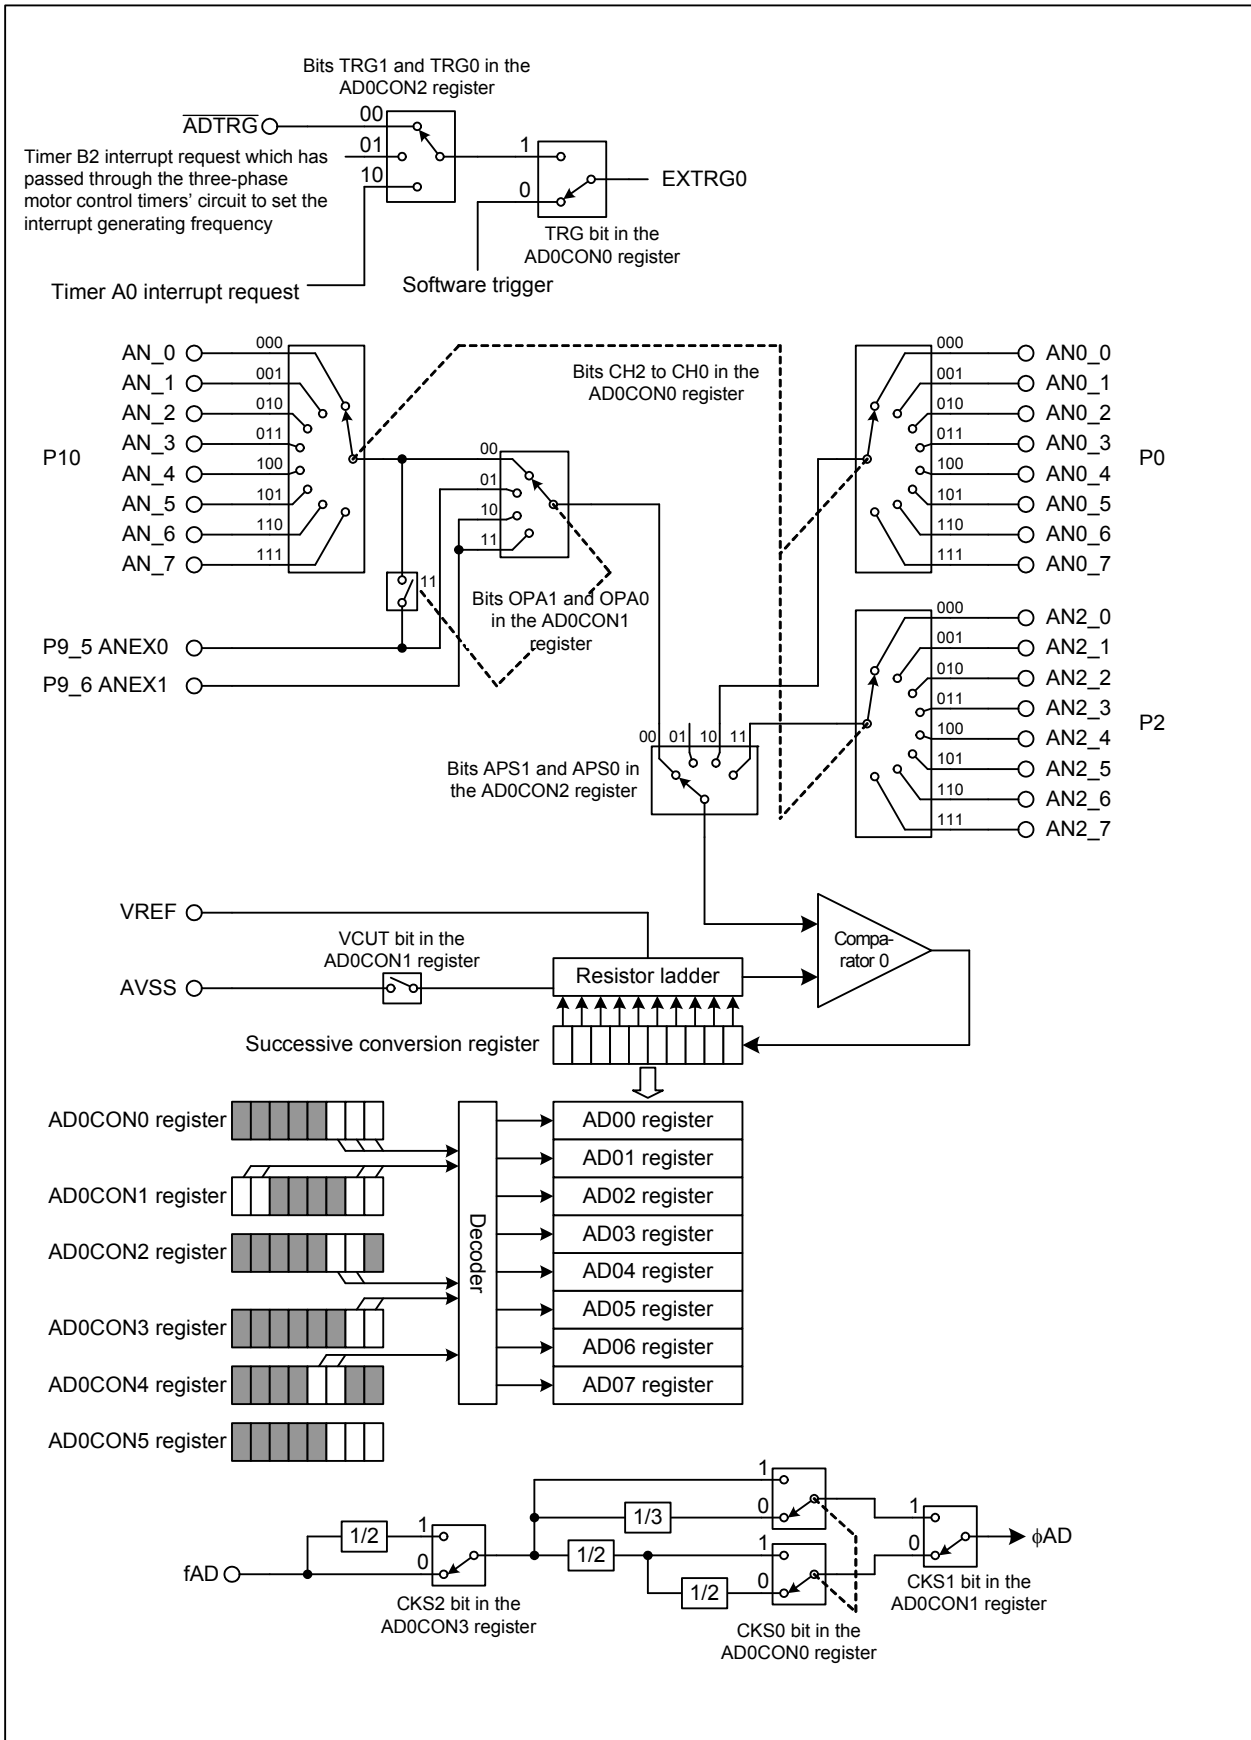 Bits TRG1 and TRG0 in the
AD0CON2 register
ADTRG
00
01
10
Timer B2 interrupt request which has
passed through the three-phase
motor control timers' circuit to set the
interrupt generating frequency
1
0
EXTRG0
TRG bit in the
AD0CON0 register
Timer A0 interrupt request
Software trigger
P10
AN_0
AN_1
AN_2
AN_3
AN_4
AN_5
AN_6
AN_7
000
001
010
011
100
101
110
111
Bits CH2 to CH0 in the
AD0CON0 register
00
01
10
11
11
Bits OPA1 and OPA0
in the AD0CON1
register
P9_5 ANEX0
P9_6 ANEX1
000
001
010
011
100
101
110
111
AN0_0
AN0_1
AN0_2
AN0_3
AN0_4
AN0_5
AN0_6
AN0_7
P0
000
001
010
011
100
101
110
111
AN2_0
AN2_1
AN2_2
AN2_3
AN2_4
AN2_5
AN2_6
AN2_7
P2
00 01 10 11
Bits APS1 and APS0 in
the AD0CON2 register
VREF
VCUT bit in the
AD0CON1 register
AVSS
Resistor ladder
Compa-
rator 0
Successive conversion register
AD0CON0 register
AD0CON1 register
AD0CON2 register
AD0CON3 register
AD0CON4 register
AD0CON5 register
Decoder
AD00 register
AD01 register
AD02 register
AD03 register
AD04 register
AD05 register
AD06 register
AD07 register
fAD
1/2
1
0
CKS2 bit in the
AD0CON3 register
1/3
1/2
1/2
1
0
1
0
CKS0 bit in the
AD0CON0 register
1
0
CKS1 bit in the
AD0CON1 register
ϕAD